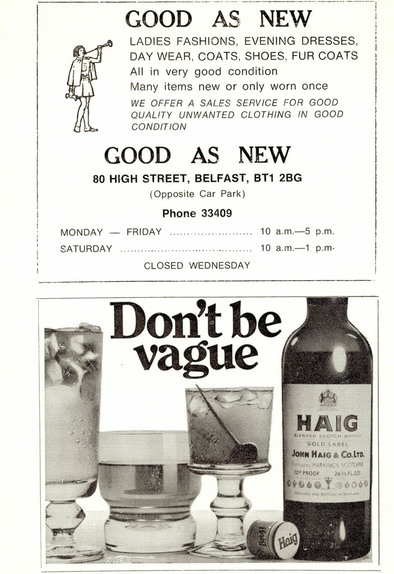 GOOD AS NEW
LADIES FASHIONS, EVENING DRESSES,
DAY WEAR, COATS, SHOES, FUR COATS
All in very good condition
Many items new or only worn once
WE OFFER A SALES SERVICE FOR GOOD
QUALITY UNWANTED CLOTHING IN GOOD
CONDITION
GOOD AS NEW
80 HIGH STREET, BELFAST, BT1 2BG
(Opposite Car Park)
Phone 33409
MONDAY — FRIDAY ........................ 10 a.m.—5 p.m.
SATURDAY ...................................... 10 a.m.—1 p.m.
CLOSED WEDNESDAY
Don't be
vague
HAIG
BLENDED SCOTCH WHISKY
GOLD LABEL
JOHN HAIG & Co. LTD.
MARKINCH, SCOTLAND
70° PROOF 26⅔ FL. OZS.
Haig